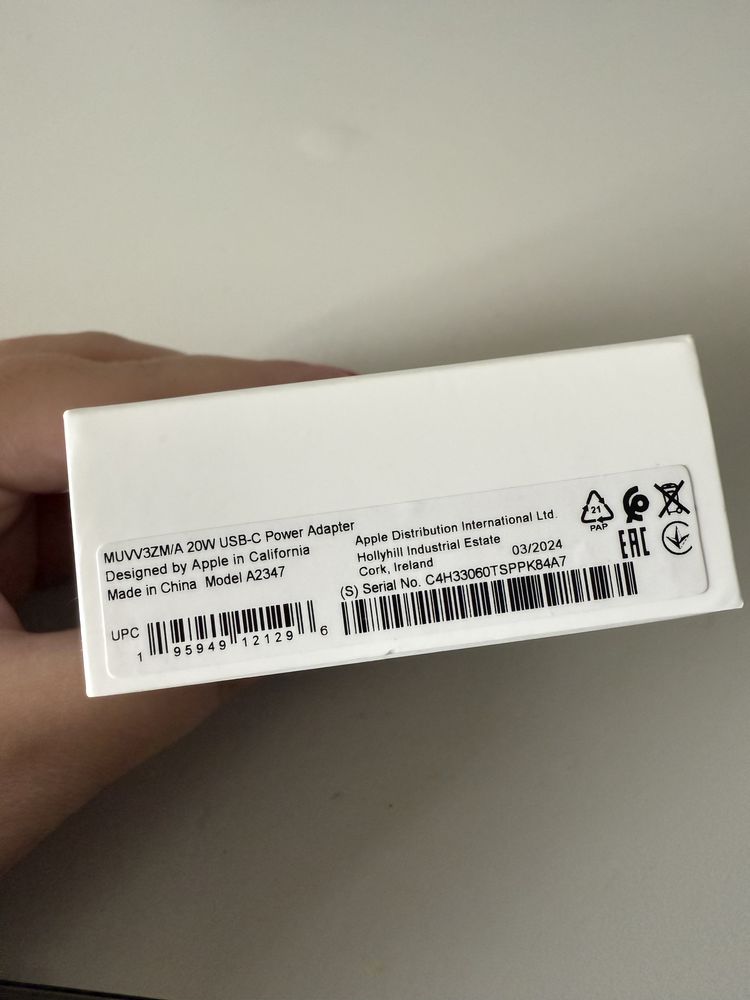 MUVV3ZM/A 20W USB-C Power Adapter
Designed by Apple in California
Made in China Model A2347
Apple Distribution International Ltd.
Hollyhill Industrial Estate
Cork, Ireland 03/2024
(S) Serial No. C4H33060TSPPK84A7
UPC
1 95949 12129 6
21
PAP
EAC